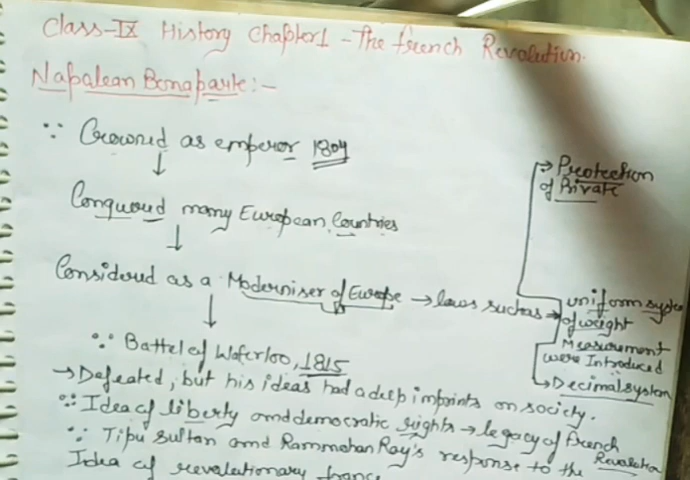 Class-IX History Chapter1 - The french Revolution.
Napalean Bonaparte:-
∵ Crowned as emperor 1804
↓
Conquered many European Countries
↓
Considered as a Moderniser of Europe → laws such as →
→ Protection
of Private
uniform system
of weight
Measurement
were Introduced
→ Decimal system
↓
∵ Battel of Waterloo, 1815
→ Defeated, but his ideas had a deep imprints on socity.
∵ Idea of liberty and democratic rights → legacy of french
Revolution
∵ Tipu Sultan and Rammohan Ray's response to the
Idea of revolutionary france